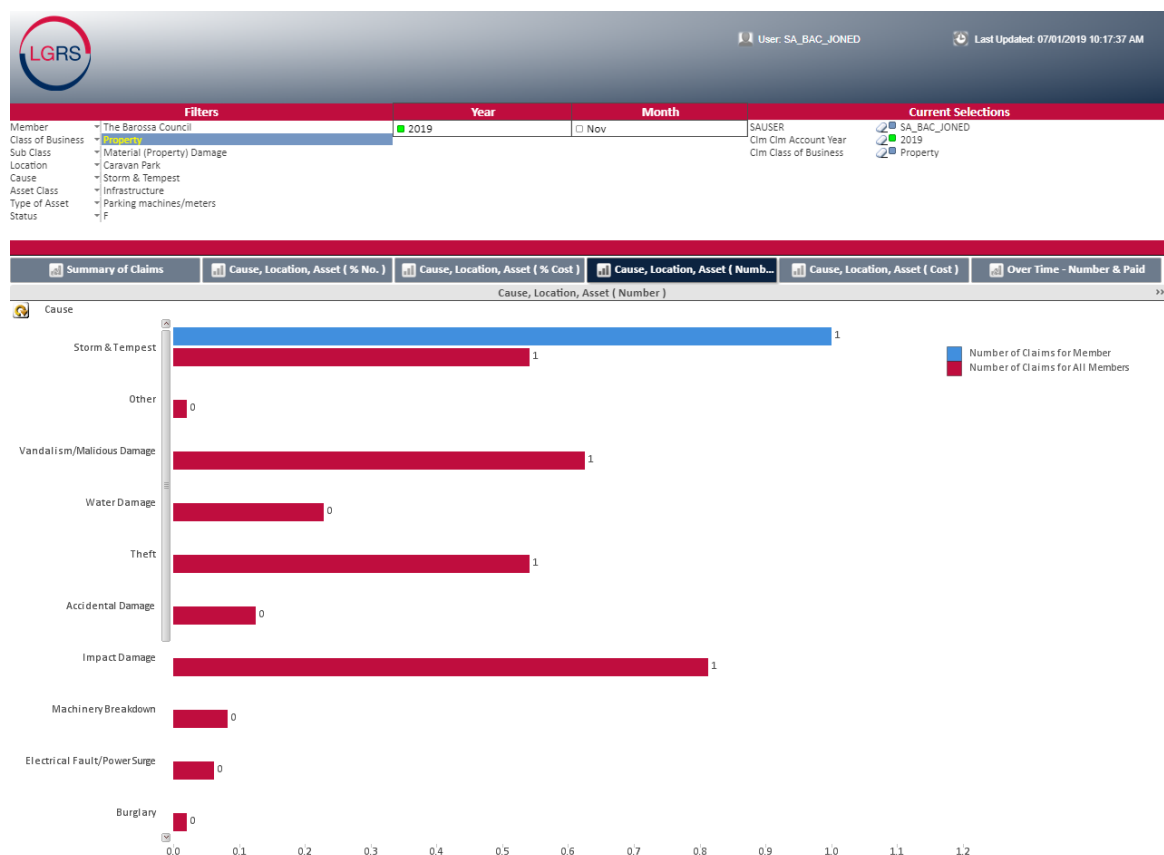 LGRS
User: SA_BAC_JONED
Last Updated: 07/01/2019 10:17:37 AM
Filters
Year
Month
Current Selections
Member The Barossa Council
Class of Business Property
Sub Class Material (Property) Damage
Location Caravan Park
Cause Storm & Tempest
Asset Class Infrastructure
Type of Asset Parking machines/meters
Status F
2019
Nov
SAUSER SA_BAC_JONED
Clm Clm Account Year 2019
Clm Class of Business Property
Summary of Claims
Cause, Location, Asset ( % No. )
Cause, Location, Asset ( % Cost )
Cause, Location, Asset ( Numb...
Cause, Location, Asset ( Cost )
Over Time - Number & Paid
Cause, Location, Asset ( Number )
>>
Cause
Storm & Tempest 1
1
Number of Claims for Member
Number of Claims for All Members
Other 0
Vandalism/Malicious Damage 1
Water Damage 0
Theft 1
Accidental Damage 0
Impact Damage 1
Machinery Breakdown 0
Electrical Fault/Power Surge 0
Burglary 0
0.0 0.1 0.2 0.3 0.4 0.5 0.6 0.7 0.8 0.9 1.0 1.1 1.2